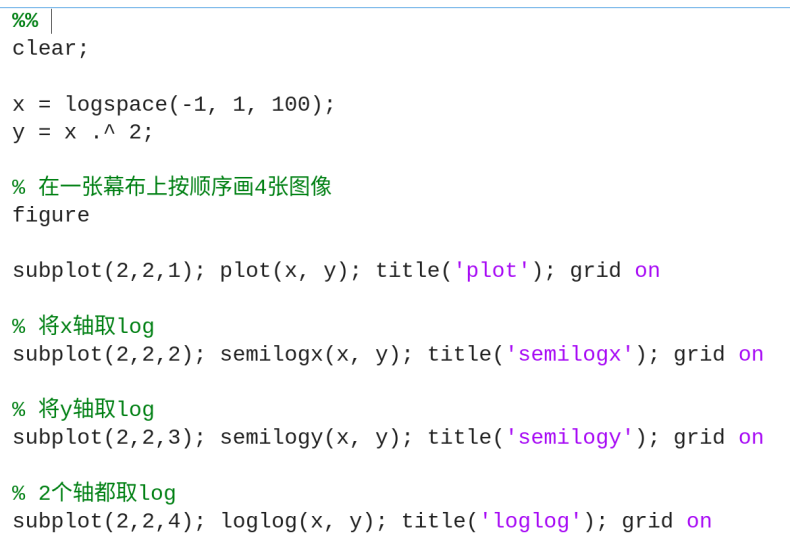 %%
clear;
x = logspace(-1, 1, 100);
y = x .^ 2;
% 在一张幕布上按顺序画4张图像
figure
subplot(2,2,1); plot(x, y); title('plot'); grid on
% 将x轴取log
subplot(2,2,2); semilogx(x, y); title('semilogx'); grid on
% 将y轴取log
subplot(2,2,3); semilogy(x, y); title('semilogy'); grid on
% 2个轴都取log
subplot(2,2,4); loglog(x, y); title('loglog'); grid on